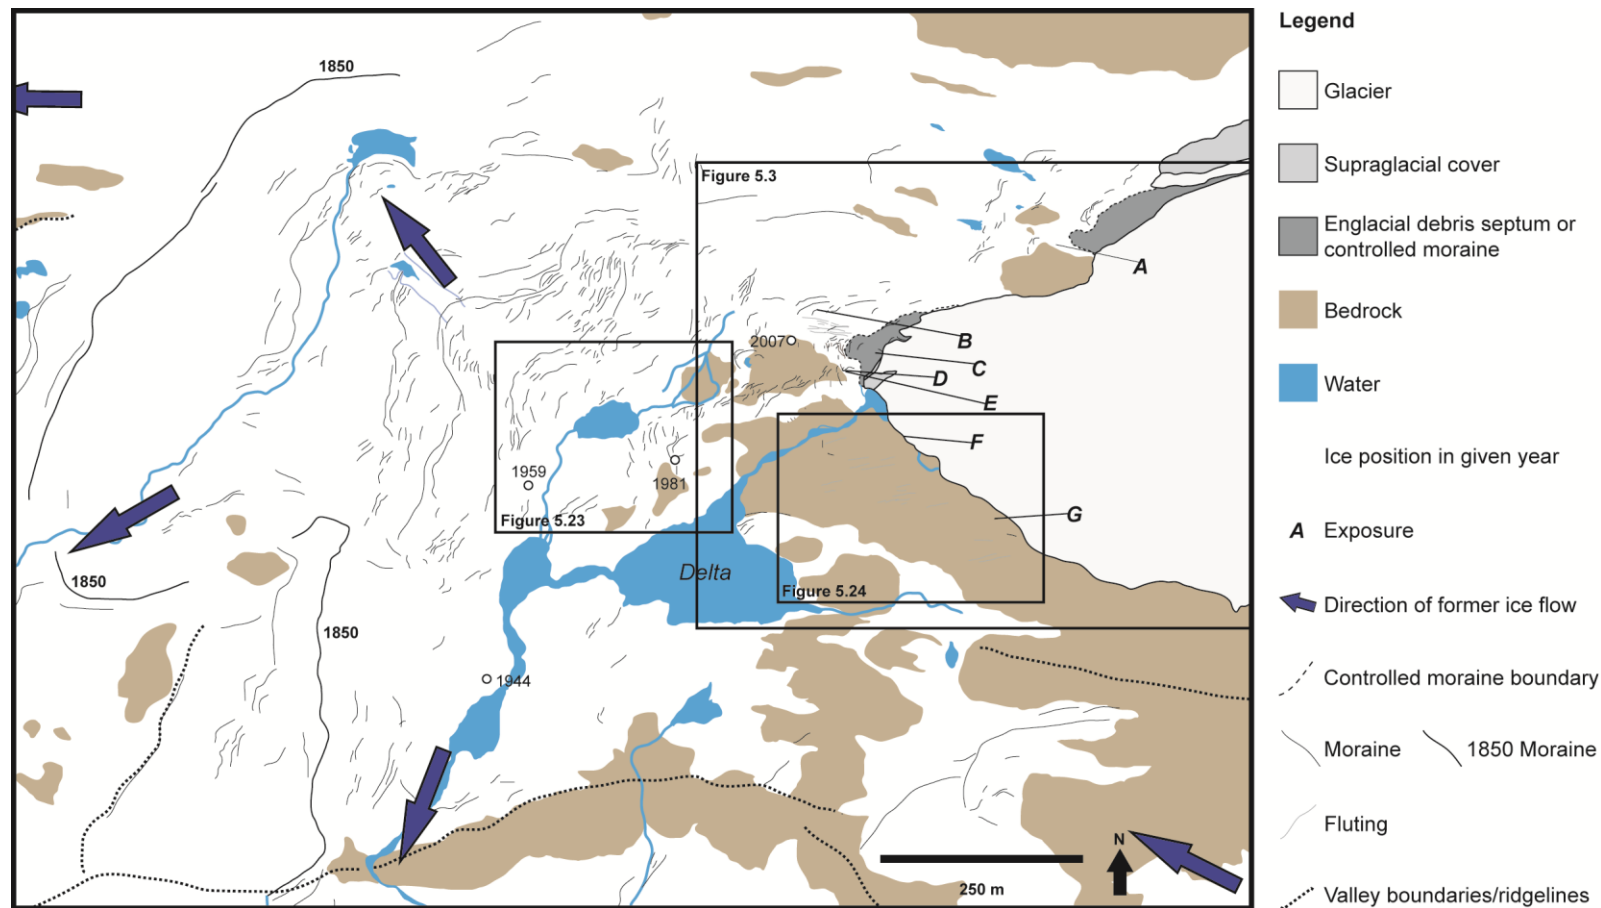 1850
Figure 5.3
A
B
2007
C
D
E
F
1959
1981
Figure 5.23
G
Delta
1850
Figure 5.24
1850
1944
N
250 m
Legend
Glacier
Supraglacial cover
Englacial debris septum or
controlled moraine
Bedrock
Water
Ice position in given year
A Exposure
Direction of former ice flow
Controlled moraine boundary
Moraine 1850 Moraine
Fluting
Valley boundaries/ridgelines